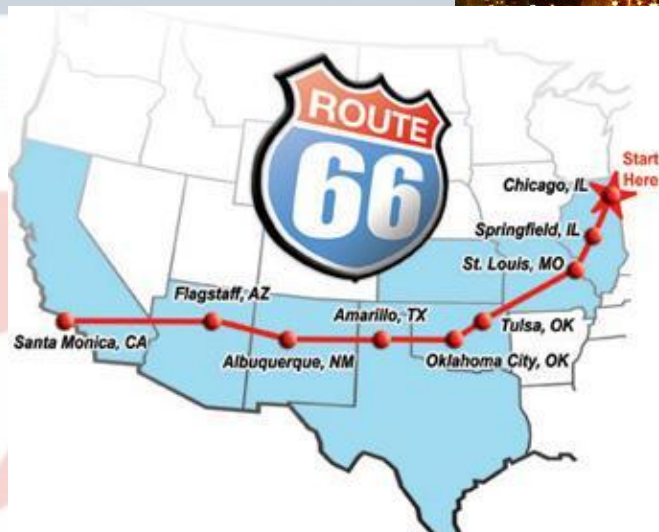 ROUTE
66
Start
Here
Chicago, IL
Springfield, IL
St. Louis, MO
Flagstaff, AZ
Amarillo, TX
Tulsa, OK
Santa Monica, CA
Albuquerque, NM
Oklahoma City, OK